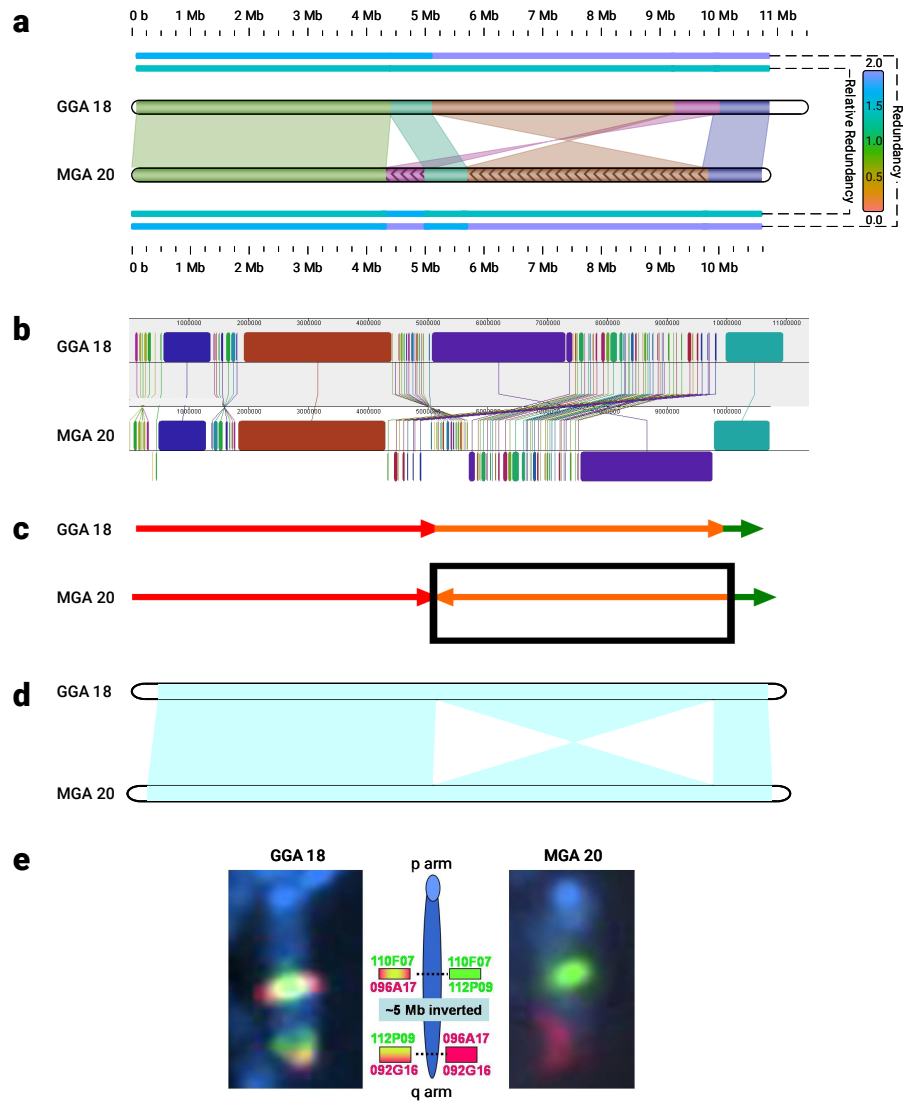 a
0 b 1 Mb 2 Mb 3 Mb 4 Mb 5 Mb 6 Mb 7 Mb 8 Mb 9 Mb 10 Mb 11 Mb
GGA 18
MGA 20
2.0
1.5
1.0
0.5
0.0
Relative Redundancy
Redundancy
0 b 1 Mb 2 Mb 3 Mb 4 Mb 5 Mb 6 Mb 7 Mb 8 Mb 9 Mb 10 Mb
b
1000000 2000000 3000000 4000000 5000000 6000000 7000000 8000000 9000000 10000000 11000000
GGA 18
1000000 2000000 3000000 4000000 5000000 6000000 7000000 8000000 9000000 10000000
MGA 20
c
GGA 18
MGA 20
d
GGA 18
MGA 20
e
GGA 18
p arm
MGA 20
110F07 110F07
096A17 112P09
~5 Mb inverted
112P09 096A17
092G16 092G16
q arm